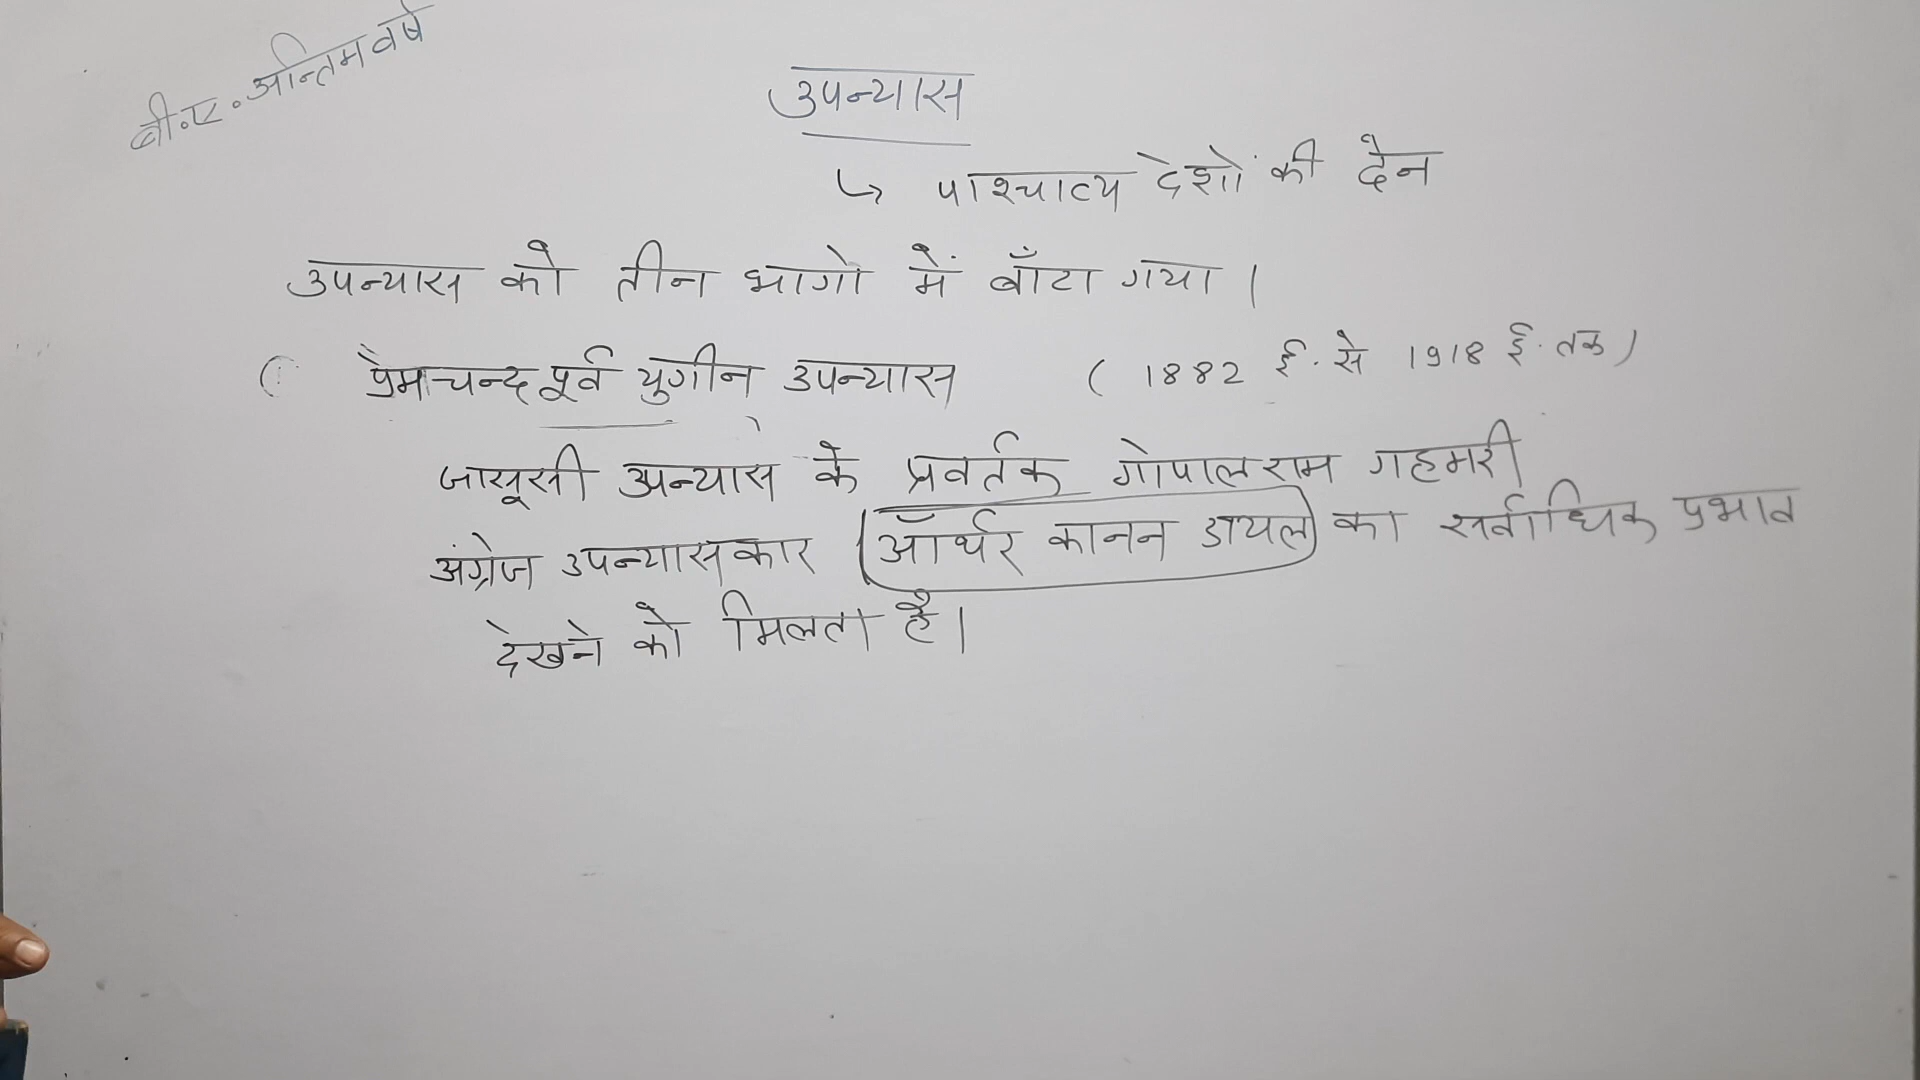 बी.ए. अन्तिम वर्ष
उपन्यास
↳ पाश्चात्य देशों की देन
उपन्यास को तीन भागो में बाँटा गया।
( प्रेमचन्द पूर्व युगीन उपन्यास ( 1882 ई. से 1918 ई. तक )
जासूसी उपन्यास के प्रवर्तक गोपालराम गहमरी
अंग्रेज उपन्यासकार (आर्थर कानन डायल) का सर्वाधिक प्रभाव
देखने को मिलता है।